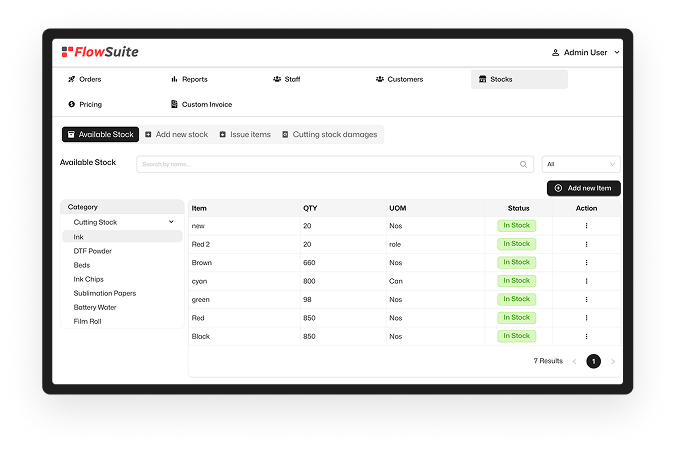 FlowSuite
Admin User
Orders Reports Staff Customers Stocks
Pricing Custom Invoice
Available Stock Add new stock Issue items Cutting stock damages
Available Stock Search by name... All
Add new Item
Category
Cutting Stock
Ink
DTF Powder
Beds
Ink Chips
Sublimation Papers
Battery Water
Film Roll
Item QTY UOM Status Action
new 20 Nos In Stock
Red 2 20 role In Stock
Brown 660 Nos In Stock
cyan 800 Can In Stock
green 98 Nos In Stock
Red 850 Nos In Stock
Black 850 Nos In Stock
7 Results 1